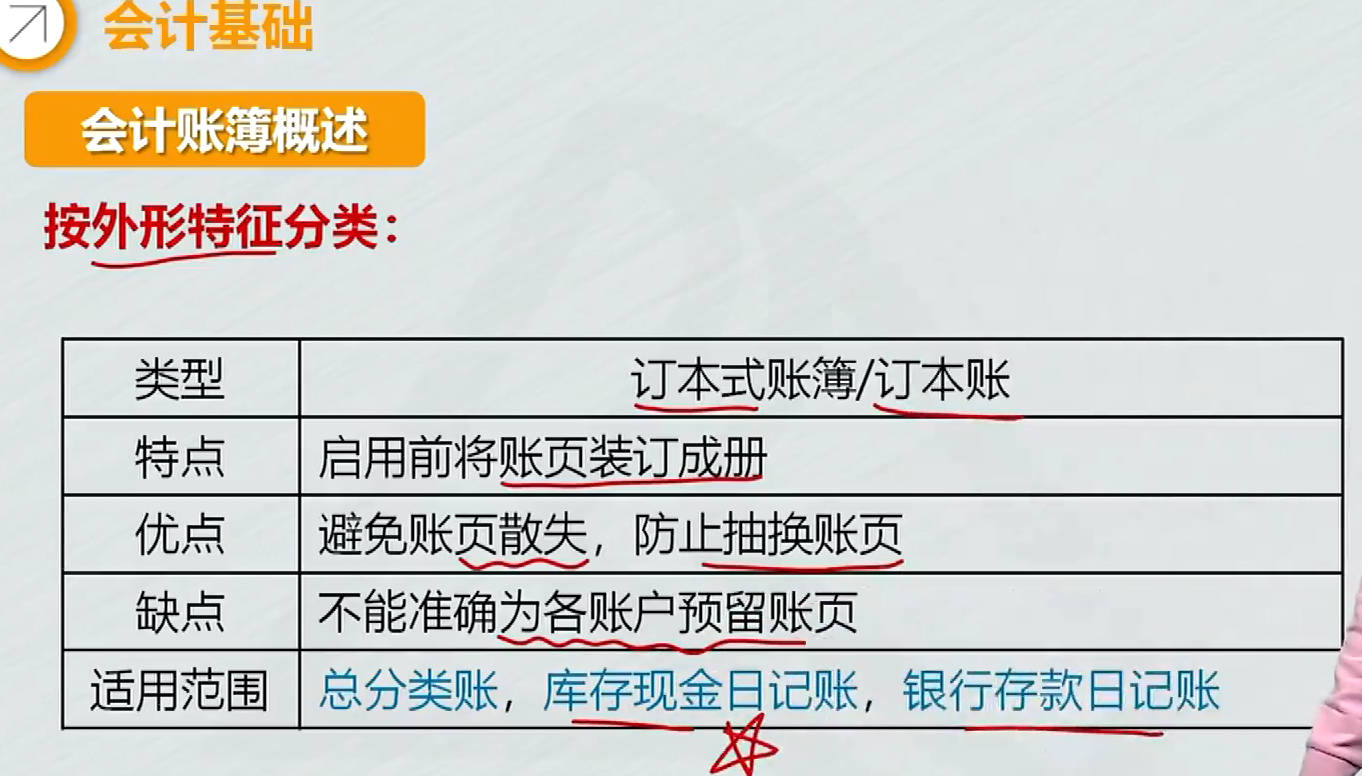 会计基础
会计账簿概述
按外形特征分类：
类型 订本式账簿/订本账
特点 启用前将账页装订成册
优点 避免账页散失，防止抽换账页
缺点 不能准确为各账户预留账页
适用范围 总分类账，库存现金日记账，银行存款日记账